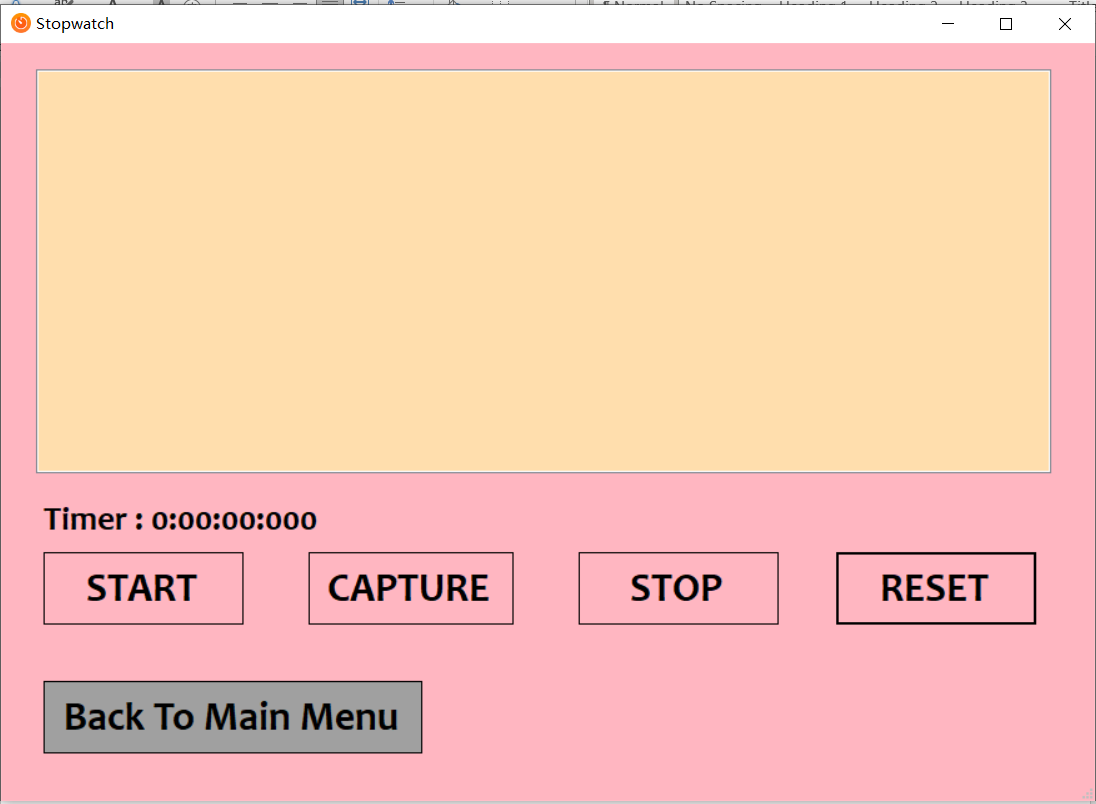 Stopwatch
Timer : 0:00:00:000
START CAPTURE STOP RESET
Back To Main Menu